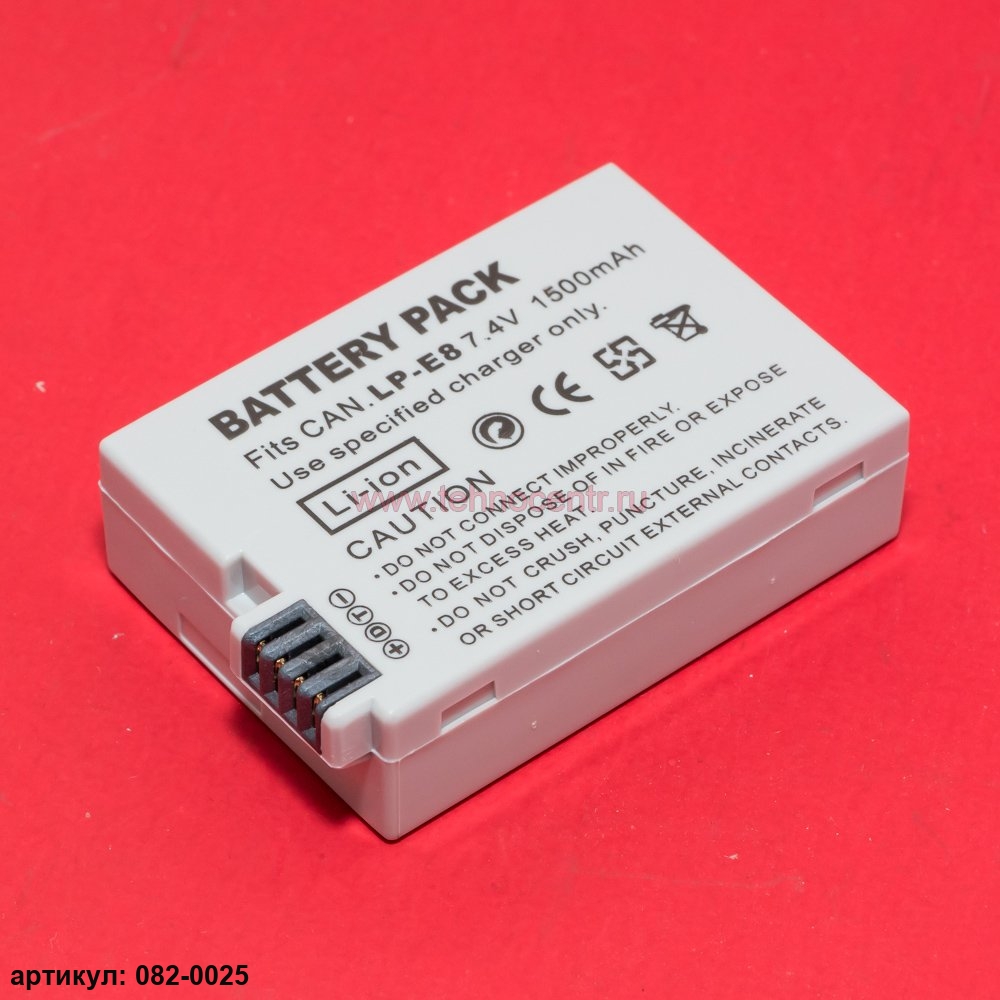 BATTERY PACK
Fits CAN.LP-E8 7.4V 1500mAh
Use specified charger only.
Li-ion
CE
CAUTION
www.tehnocentr.ru
•DO NOT CONNECT IMPROPERLY.
•DO NOT DISPOSE OF IN FIRE OR EXPOSE
TO EXCESS HEAT.
•DO NOT CRUSH, PUNCTURE, INCINERATE
OR SHORT CIRCUIT EXTERNAL CONTACTS.
- T D +
артикул: 082-0025